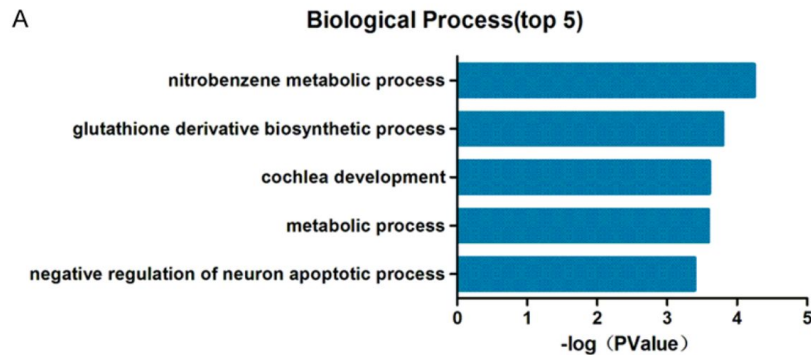 A
Biological Process(top 5)
nitrobenzene metabolic process
glutathione derivative biosynthetic process
cochlea development
metabolic process
negative regulation of neuron apoptotic process
0 1 2 3 4 5
-log（PValue）